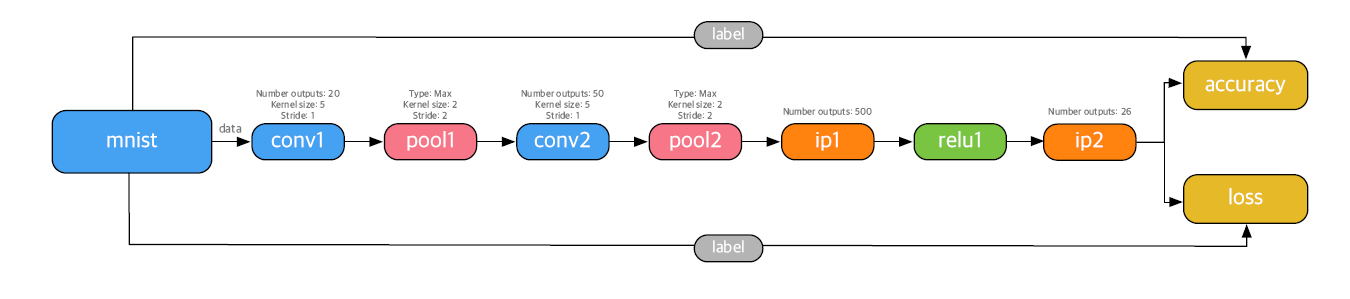 label
accuracy
Number outputs: 20
Kernel size: 5
Stride: 1
Type: Max
Kernel size: 2
Stride: 2
Number outputs: 50
Kernel size: 5
Stride: 1
Type: Max
Kernel size: 2
Stride: 2
Number outputs: 500
Number outputs: 26
mnist
data
conv1
pool1
conv2
pool2
ip1
relu1
ip2
loss
label